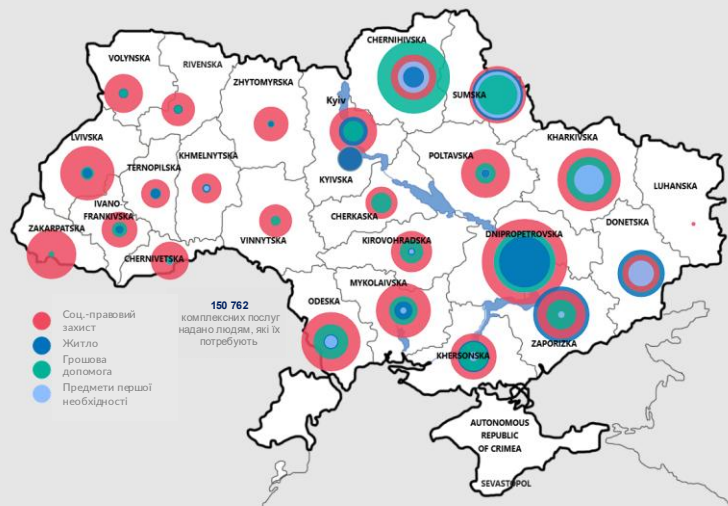 CHERNIHIVSKA
VOLYNSKA
RIVENSKA
ZHYTOMYRSKA
SUMSKA
Kyiv
LVIVSKA
KHARKIVSKA
KHMELNYTSKA
TERNOPILSKA
POLTAVSKA
KYIVSKA
LUHANSKA
IVANO
FRANKIVSKA
CHERKASKA
DONETSKA
ZAKARPATSKA
VINNYTSKA
KIROVOHRADSKA
DNIPROPETROVSKA
CHERNIVETSKA
MYKOLAIVSKA
ODESKA
ZAPORIZKA
KHERSONSKA
150 762
комплексних послуг
надано людям, які їх
потребують
Соц.-правовий
захист
Житло
Грошова
допомога
Предмети першої
необхідності
AUTONOMOUS
REPUBLIC
OF CRIMEA
SEVASTOPOL